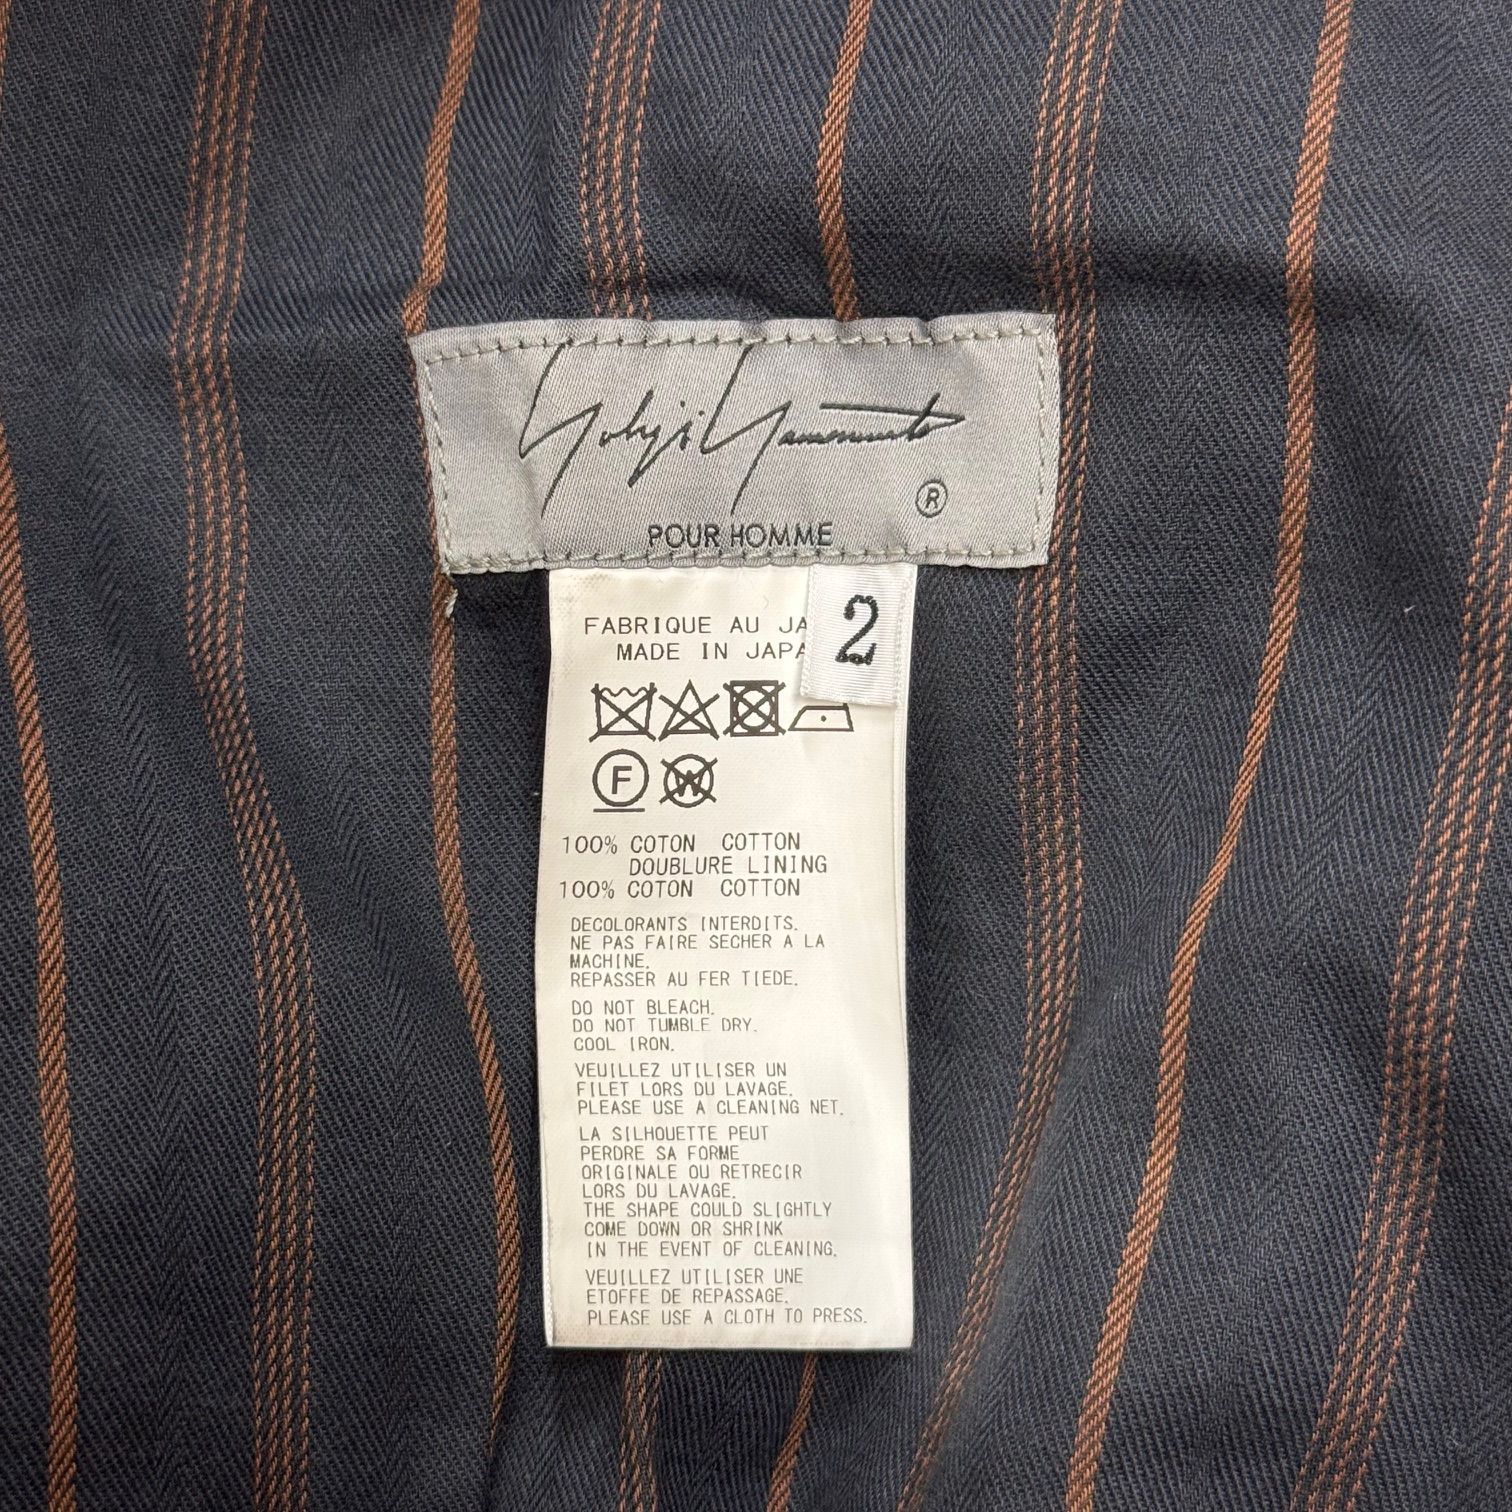 Yohji Yamamoto
®
POUR HOMME
2
FABRIQUE AU JA
MADE IN JAPA
F
W
100% COTON COTTON
DOUBLURE LINING
100% COTON COTTON
DECOLORANTS INTERDITS.
NE PAS FAIRE SECHER A LA
MACHINE.
REPASSER AU FER TIEDE.
DO NOT BLEACH.
DO NOT TUMBLE DRY.
COOL IRON.
VEUILLEZ UTILISER UN
FILET LORS DU LAVAGE.
PLEASE USE A CLEANING NET.
LA SILHOUETTE PEUT
PERDRE SA FORME
ORIGINALE OU RETRECIR
LORS DU LAVAGE.
THE SHAPE COULD SLIGHTLY
COME DOWN OR SHRINK
IN THE EVENT OF CLEANING.
VEUILLEZ UTILISER UNE
ETOFFE DE REPASSAGE.
PLEASE USE A CLOTH TO PRESS.